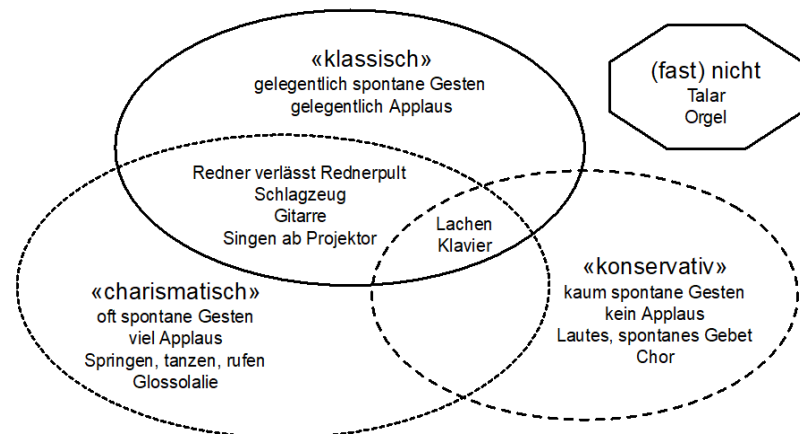 «klassisch»
gelegentlich spontane Gesten
gelegentlich Applaus
(fast) nicht
Talar
Orgel
Redner verlässt Rednerpult
Schlagzeug
Gitarre
Singen ab Projektor
Lachen
Klavier
«charismatisch»
oft spontane Gesten
viel Applaus
Springen, tanzen, rufen
Glossolalie
«konservativ»
kaum spontane Gesten
kein Applaus
Lautes, spontanes Gebet
Chor